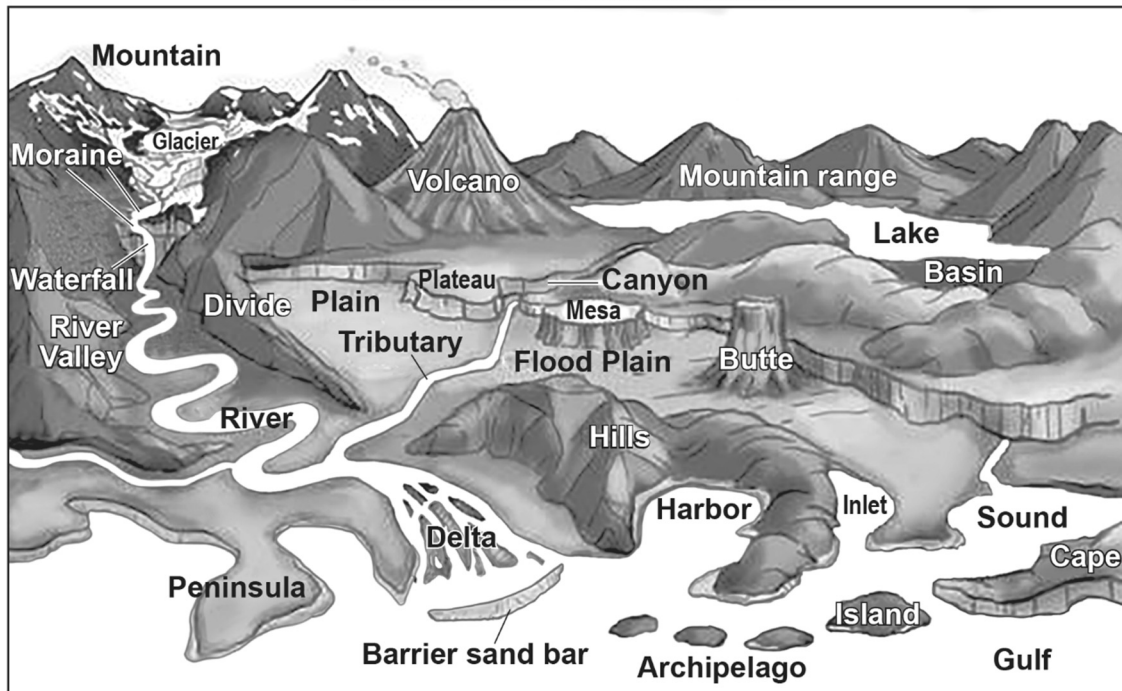 Mountain
Glacier
Moraine
Volcano
Mountain range
Lake
Waterfall
Divide
Plain
Plateau
Canyon
Basin
Mesa
River
Valley
Tributary
Flood Plain
Butte
River
Hills
Harbor
Inlet
Sound
Delta
Cape
Peninsula
Island
Barrier sand bar
Archipelago
Gulf